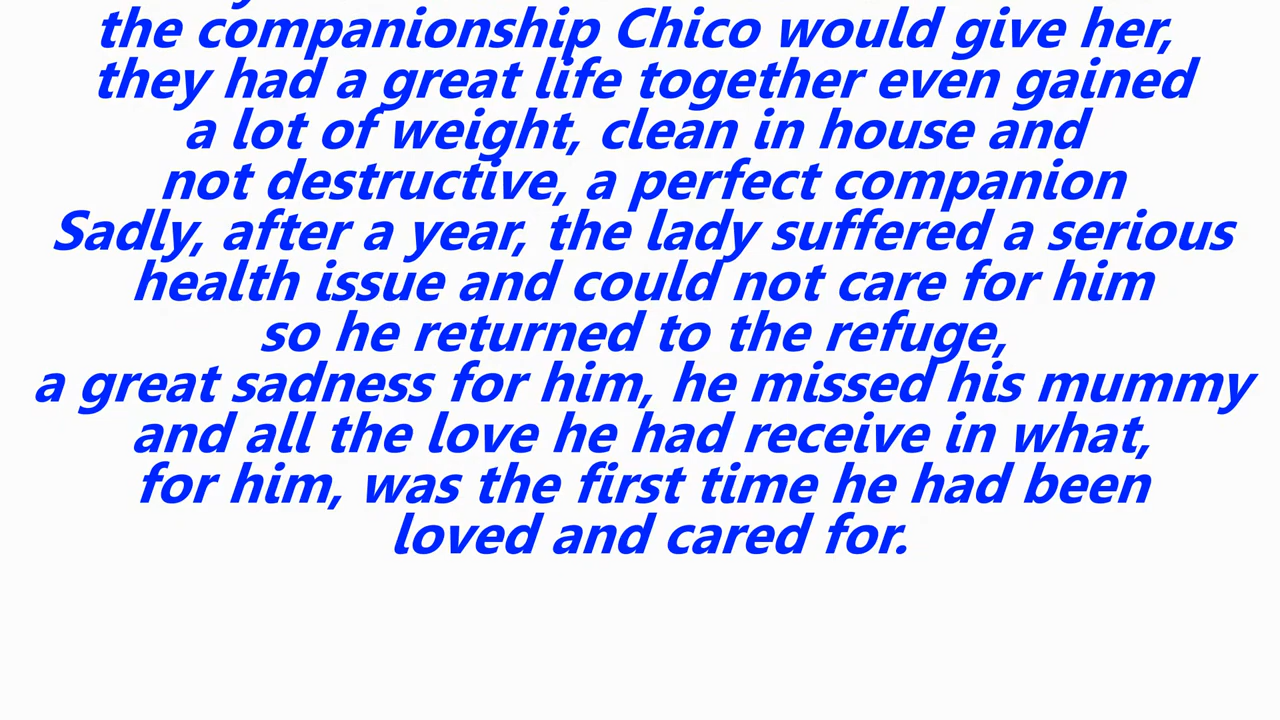 the companionship Chico would give her,
they had a great life together even gained
a lot of weight, clean in house and
not destructive, a perfect companion
Sadly, after a year, the lady suffered a serious
health issue and could not care for him
so he returned to the refuge,
a great sadness for him, he missed his mummy
and all the love he had receive in what,
for him, was the first time he had been
loved and cared for.